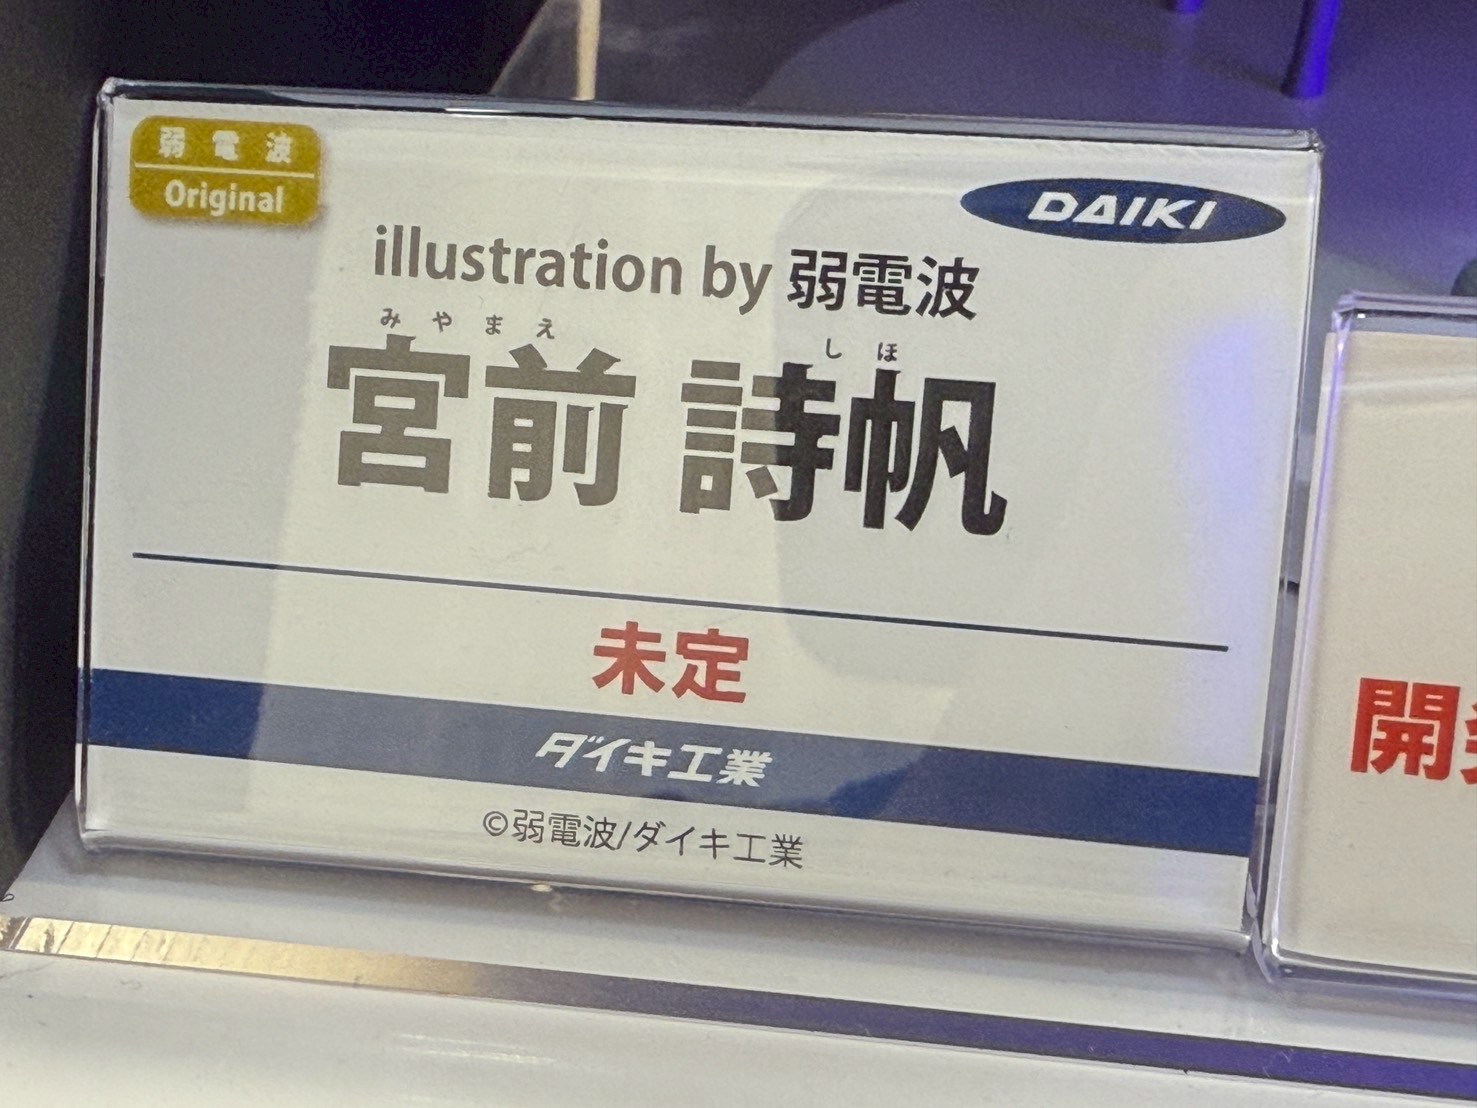 弱電波
Original
DAIKI
illustration by 弱電波
みやまえ しほ
宮前 詩帆
未定
ダイキ工業
©弱電波/ダイキ工業
開